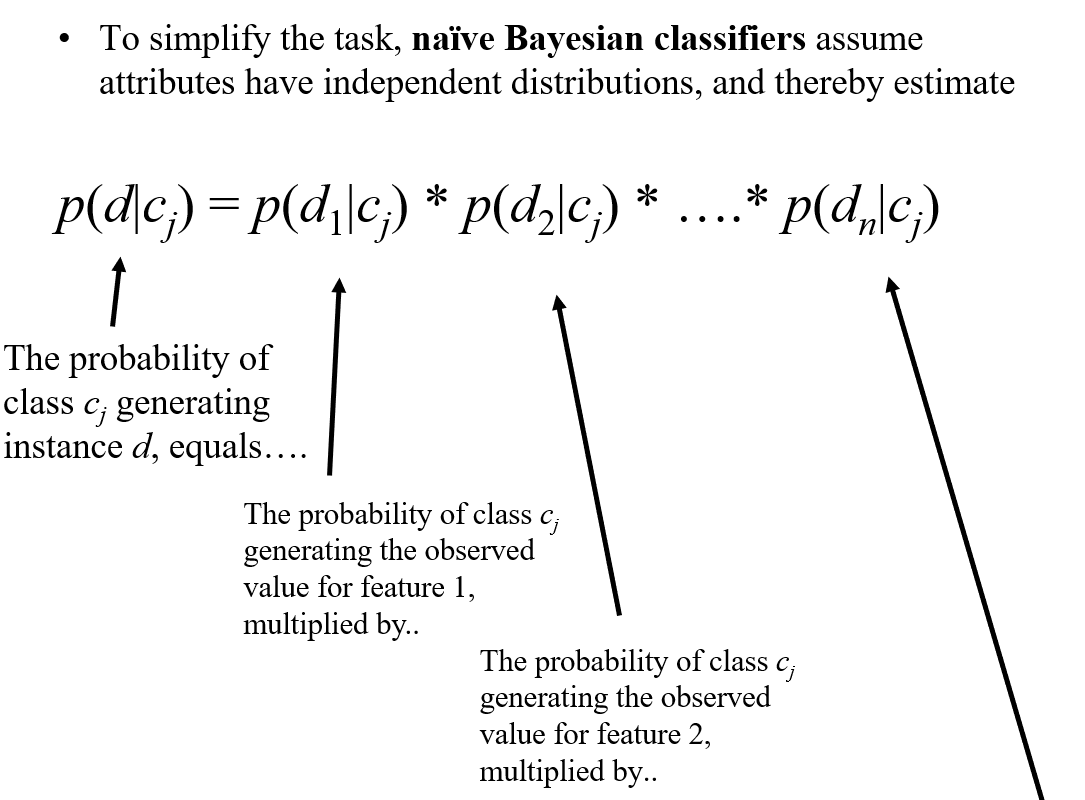 • To simplify the task, naïve Bayesian classifiers assume
attributes have independent distributions, and thereby estimate
p(d|cj) = p(d1|cj) * p(d2|cj) * ….* p(dn|cj)
The probability of
class cj generating
instance d, equals….
The probability of class cj
generating the observed
value for feature 1,
multiplied by..
The probability of class cj
generating the observed
value for feature 2,
multiplied by..